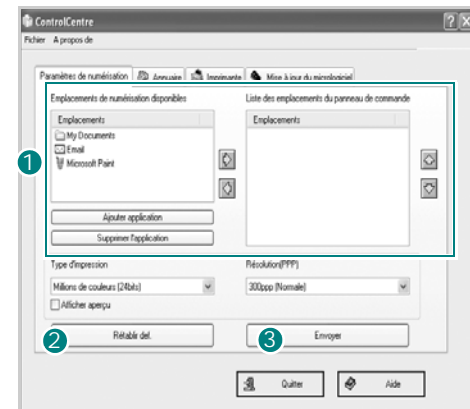 ControlCentre
Fichier A propos de
Paramètres de numérisation Annuaire Imprimante Mise à jour du micrologiciel
Emplacements de numérisation disponibles
Liste des emplacements du panneau de commande
Emplacements
Emplacements
My Documents
Email
Microsoft Paint
1
Ajouter application
Supprimer l'application
Type d'impression
Résolution(PPP)
Millions de couleurs (24bits)
300ppp (Normale)
Afficher aperçu
2
Rétablir def.
3
Envoyer
Quitter
Aide